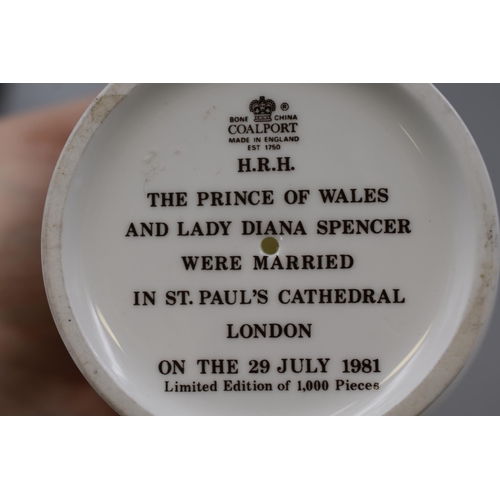 BONE CHINA ®
COALPORT
MADE IN ENGLAND
EST 1750
H.R.H.
THE PRINCE OF WALES
AND LADY DIANA SPENCER
WERE MARRIED
IN ST. PAUL'S CATHEDRAL
LONDON
ON THE 29 JULY 1981
Limited Edition of 1,000 Pieces